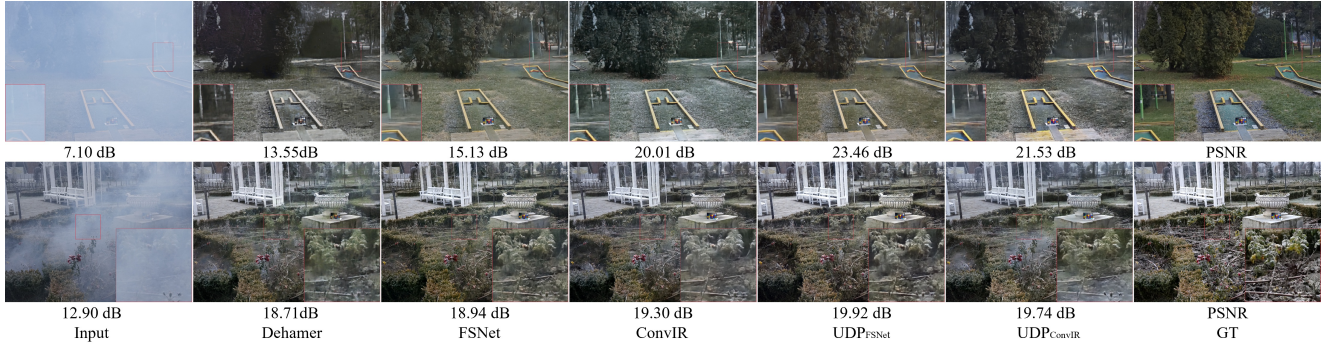 7.10 dB 13.55dB 15.13 dB 20.01 dB 23.46 dB 21.53 dB PSNR
12.90 dB 18.71dB 18.94 dB 19.30 dB 19.92 dB 19.74 dB PSNR
Input Dehamer FSNet ConvIR UDPFSNet UDPConvIR GT